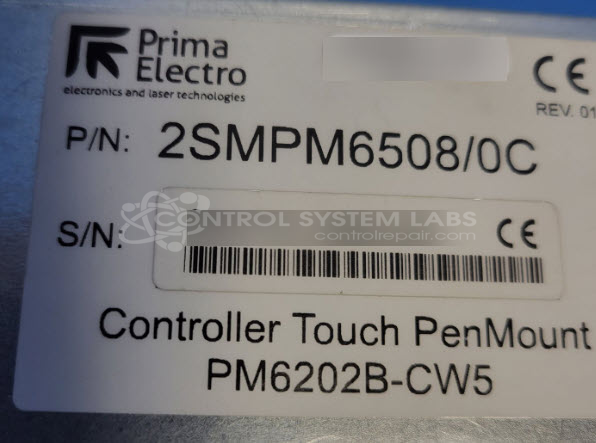 Prima
Electro
electronics and laser technologies
CE
REV. 01
P/N: 2SMPM6508/0C
CONTROL SYSTEM LABS
controlrepair.com
S/N:
CE
Controller Touch PenMount
PM6202B-CW5